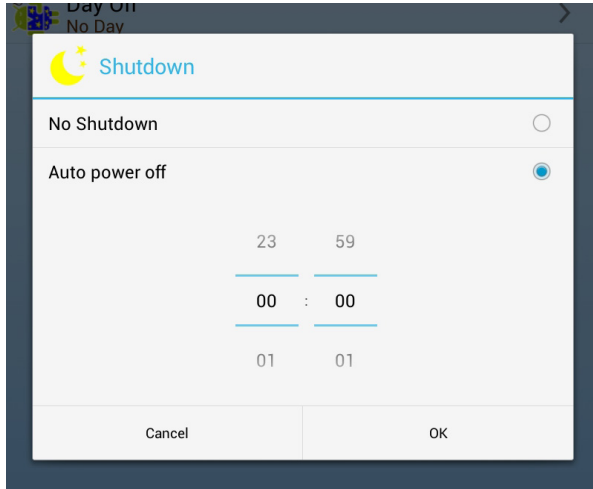 Day Off
No Day
Shutdown
No Shutdown
Auto power off
23 59
00 : 00
01 01
Cancel OK